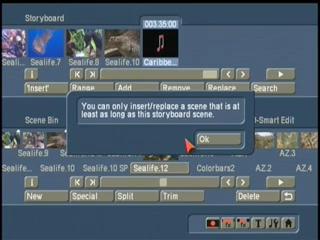 Storyboard
003.35:00
Seali... Sealife.7 Sealife.8 Sealife.10 Caribbe...
i
'Insert' Range Add Remove Replace Search
You can only insert/replace a scene that is at
least as long as this storyboard scene.
Ok
Scene Bin
-Smart Edit
Sealife.9 AZ.3
Sealife.10 Sealife.10 SP Sealife.12 Colorbars2 AZ.2 AZ.4
i
New Special Split Trim Delete